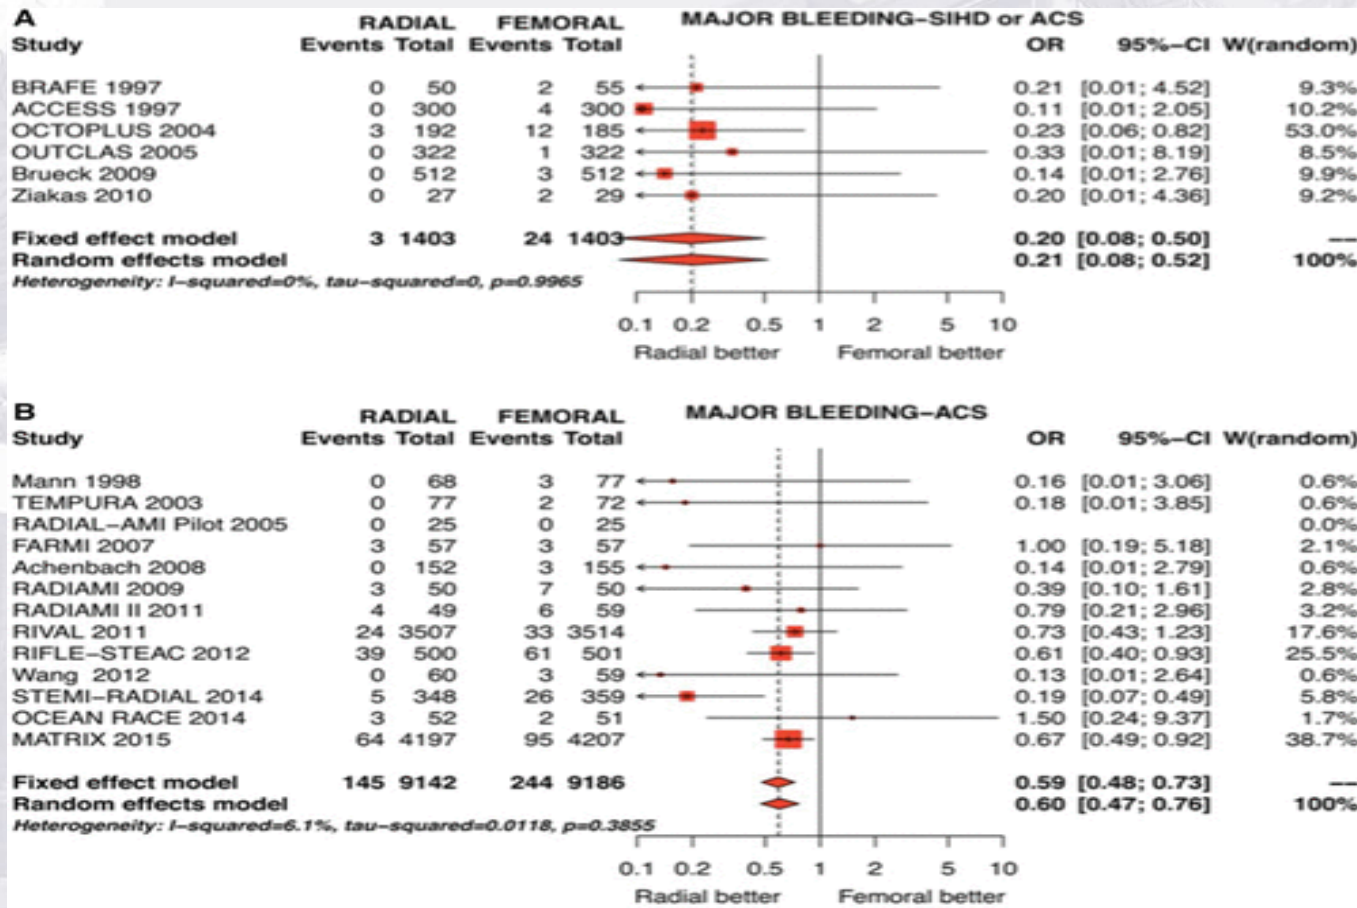 A RADIAL FEMORAL MAJOR BLEEDING-SIHD or ACS
Study Events Total Events Total OR 95%-CI W(random)
BRAFE 1997 0 50 2 55 0.21 [0.01; 4.52] 9.3%
ACCESS 1997 0 300 4 300 0.11 [0.01; 2.05] 10.2%
OCTOPLUS 2004 3 192 12 185 0.23 [0.06; 0.82] 53.0%
OUTCLAS 2005 0 322 1 322 0.33 [0.01; 8.19] 8.5%
Brueck 2009 0 512 3 512 0.14 [0.01; 2.76] 9.9%
Ziakas 2010 0 27 2 29 0.20 [0.01; 4.36] 9.2%
Fixed effect model 3 1403 24 1403 0.20 [0.08; 0.50] --
Random effects model 0.21 [0.08; 0.52] 100%
Heterogeneity: I-squared=0%, tau-squared=0, p=0.9965
0.1 0.2 0.5 1 2 5 10
Radial better Femoral better
B RADIAL FEMORAL MAJOR BLEEDING-ACS
Study Events Total Events Total OR 95%-CI W(random)
Mann 1998 0 68 3 77 0.16 [0.01; 3.06] 0.6%
TEMPURA 2003 0 77 2 72 0.18 [0.01; 3.85] 0.6%
RADIAL-AMI Pilot 2005 0 25 0 25 0.0%
FARMI 2007 3 57 3 57 1.00 [0.19; 5.18] 2.1%
Achenbach 2008 0 152 3 155 0.14 [0.01; 2.79] 0.6%
RADIAMI 2009 3 50 7 50 0.39 [0.10; 1.61] 2.8%
RADIAMI II 2011 4 49 6 59 0.79 [0.21; 2.96] 3.2%
RIVAL 2011 24 3507 33 3514 0.73 [0.43; 1.23] 17.6%
RIFLE-STEAC 2012 39 500 61 501 0.61 [0.40; 0.93] 25.5%
Wang 2012 0 60 3 59 0.13 [0.01; 2.64] 0.6%
STEMI-RADIAL 2014 5 348 26 359 0.19 [0.07; 0.49] 5.8%
OCEAN RACE 2014 3 52 2 51 1.50 [0.24; 9.37] 1.7%
MATRIX 2015 64 4197 95 4207 0.67 [0.49; 0.92] 38.7%
Fixed effect model 145 9142 244 9186 0.59 [0.48; 0.73] --
Random effects model 0.60 [0.47; 0.76] 100%
Heterogeneity: I-squared=6.1%, tau-squared=0.0118, p=0.3855
0.1 0.2 0.5 1 2 5 10
Radial better Femoral better